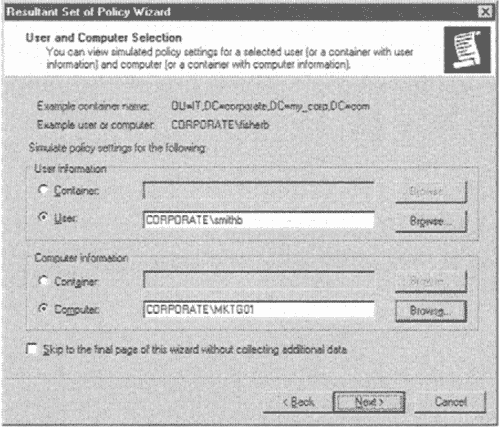 Resultant Set of Policy Wizard
User and Computer Selection
You can view simulated policy settings for a selected user (or a container with user
information) and computer (or a container with computer information).
Example container name: OU=IT,DC=corporate,DC=my_corp,DC=com
Example user or computer: CORPORATE\fisherb
Simulate policy settings for the following:
User information
Container: Browse...
User: CORPORATE\smithb Browse...
Computer information
Container: Browse...
Computer: CORPORATE\MKTG01 Browse...
Skip to the final page of this wizard without collecting additional data
< Back Next > Cancel